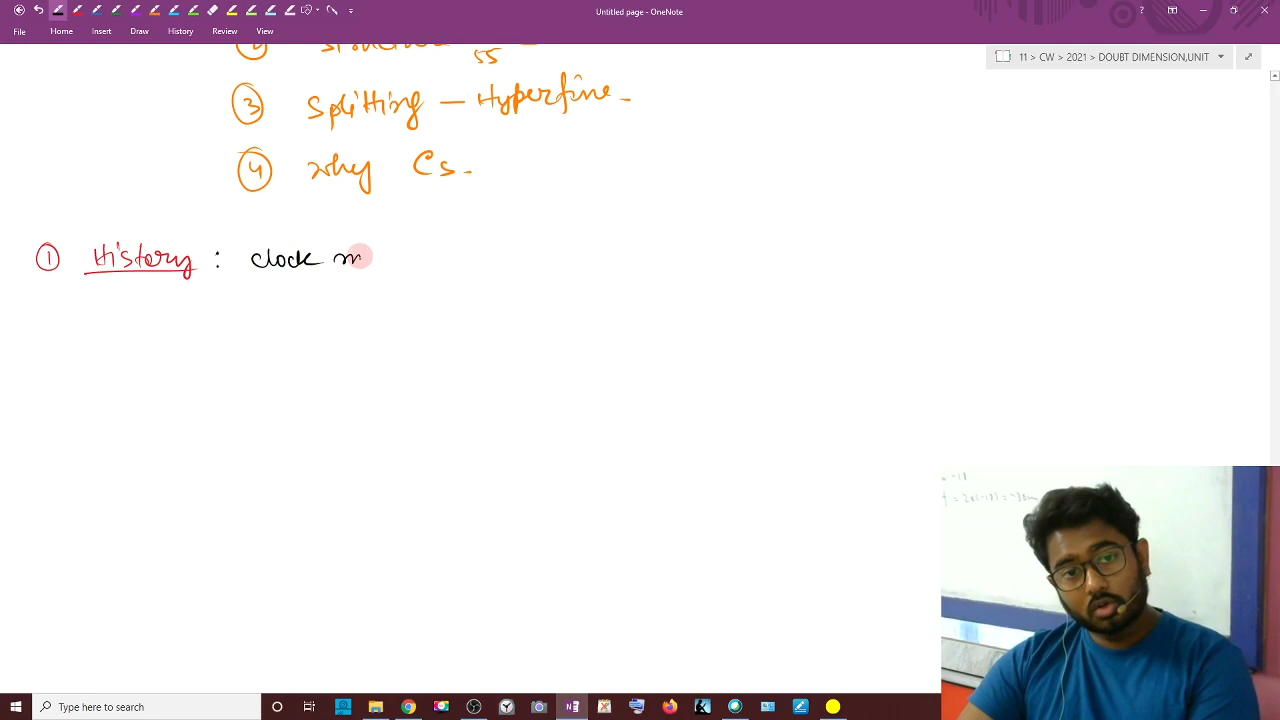 Untitled page - OneNote
File Home Insert Draw History Review View
11 > CW > 2021 > DOUBT DIMENSION,UNIT
55 -
③ Splitting - Hyperfine -
④ why Cs -
① History : clock m
Type here to search